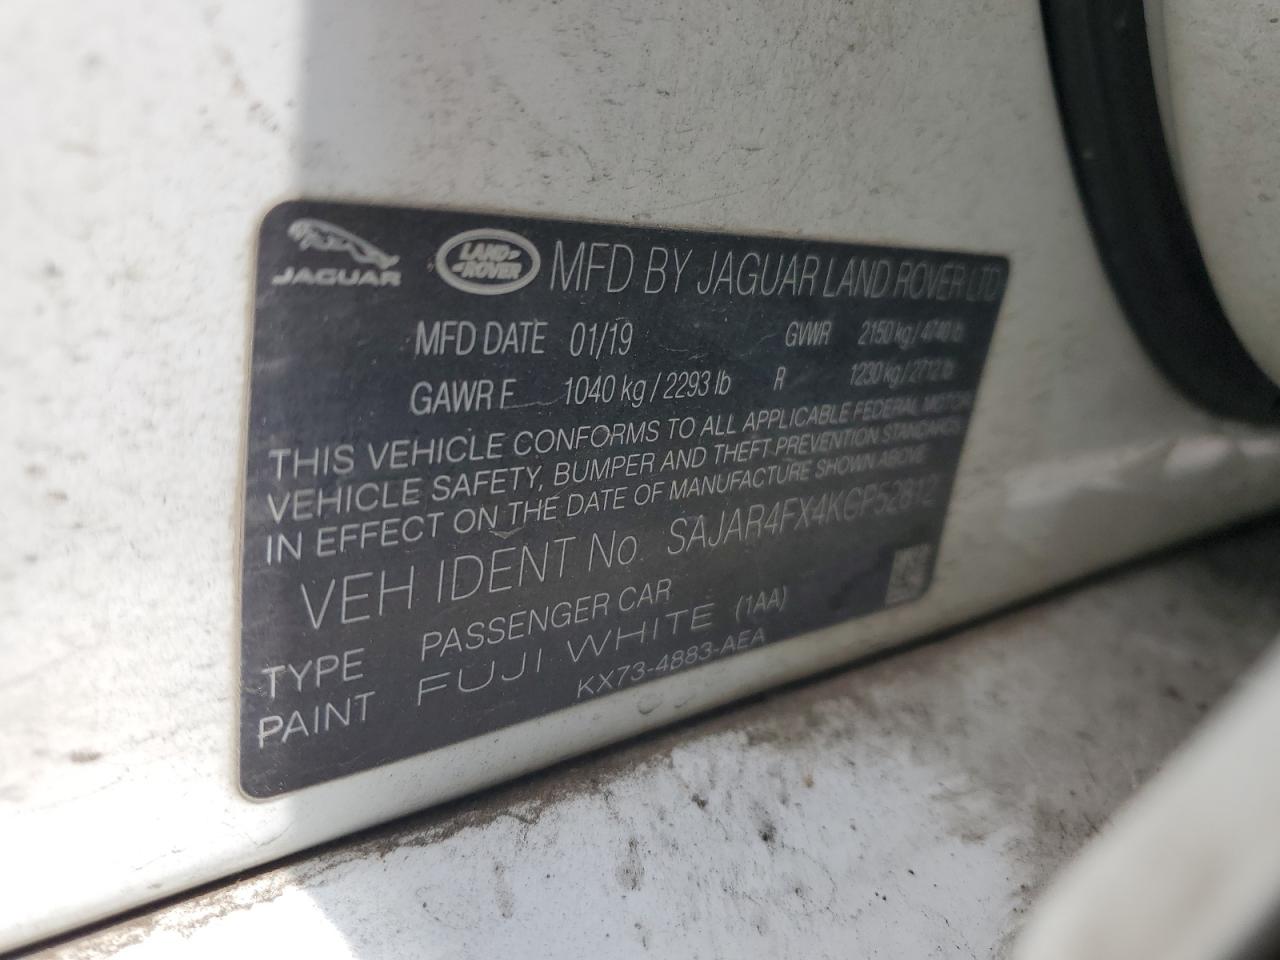 JAGUAR LAND ROVER MFD BY JAGUAR LAND ROVER LTD
MFD DATE 01/19 GVWR 2150 kg / 4740 lb
GAWR F 1040 kg / 2293 lb R 1230 kg / 2712 lb
THIS VEHICLE CONFORMS TO ALL APPLICABLE FEDERAL MOTOR
VEHICLE SAFETY, BUMPER AND THEFT PREVENTION STANDARDS
IN EFFECT ON THE DATE OF MANUFACTURE SHOWN ABOVE
VEH IDENT No. SAJAR4FX4KCP52812
TYPE PASSENGER CAR
PAINT FUJI WHITE (1AA)
KX73-4883-AEA